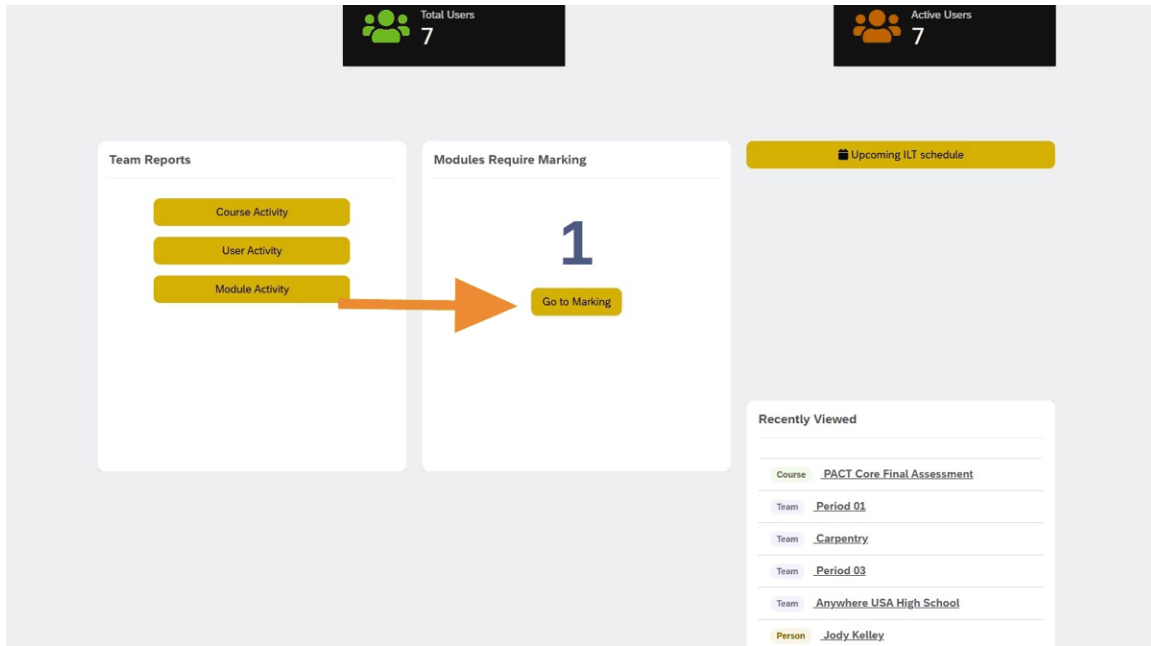 Total Users
7
Active Users
7
Team Reports
Course Activity
User Activity
Module Activity
Modules Require Marking
1
Go to Marking
Upcoming ILT schedule
Recently Viewed
Course PACT Core Final Assessment
Team Period 01
Team Carpentry
Team Period 03
Team Anywhere USA High School
Person Jody Kelley